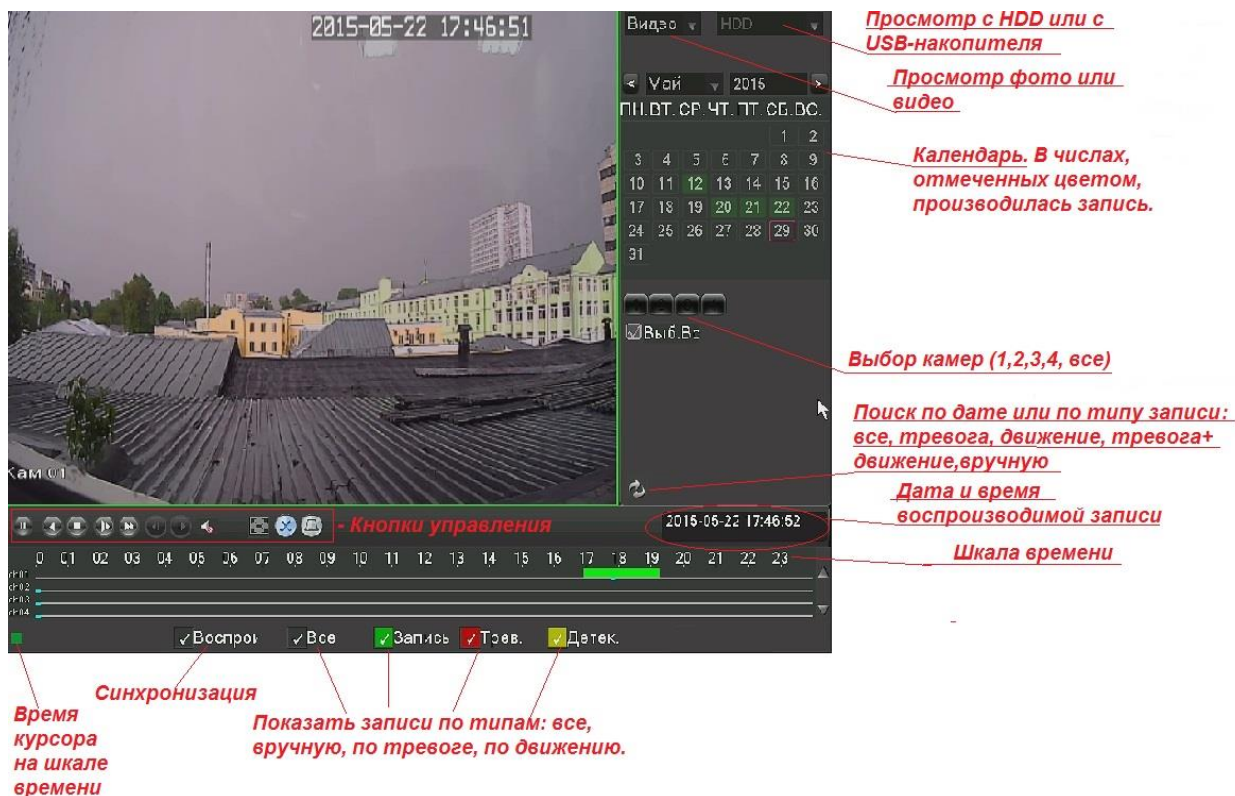 2015-05-22 17:46:51
Видэо HDD
Просмотр с HDD или с
USB-накопителя
Просмотр фото или
видео
< Май 2015 >
ПН. ВТ. СР. ЧТ. ПТ. СБ. ВС.
1 2
3 4 5 6 7 8 9
10 11 12 13 14 15 16
17 18 19 20 21 22 23
24 25 26 27 28 29 30
31
Календарь. В числах,
отмеченных цветом,
производилась запись.
Выб.Вс
Выбор камер (1,2,3,4, все)
Поиск по дате или по типу записи:
все, тревога, движение, тревога+
движение,вручную
Кам 01
Дата и время
воспроизводимой записи
- Кнопки управления
2015-05-22 17:46:52
Шкала времени
0 01 02 03 04 05 06 07 08 09 10 11 12 13 14 15 16 17 18 19 20 21 22 23
ch01
ch02
ch03
ch04
Воспрои Все Запись Трев. Детек.
Синхронизация
Время
курсора
на шкале
времени
Показать записи по типам: все,
вручную, по тревоге, по движению.